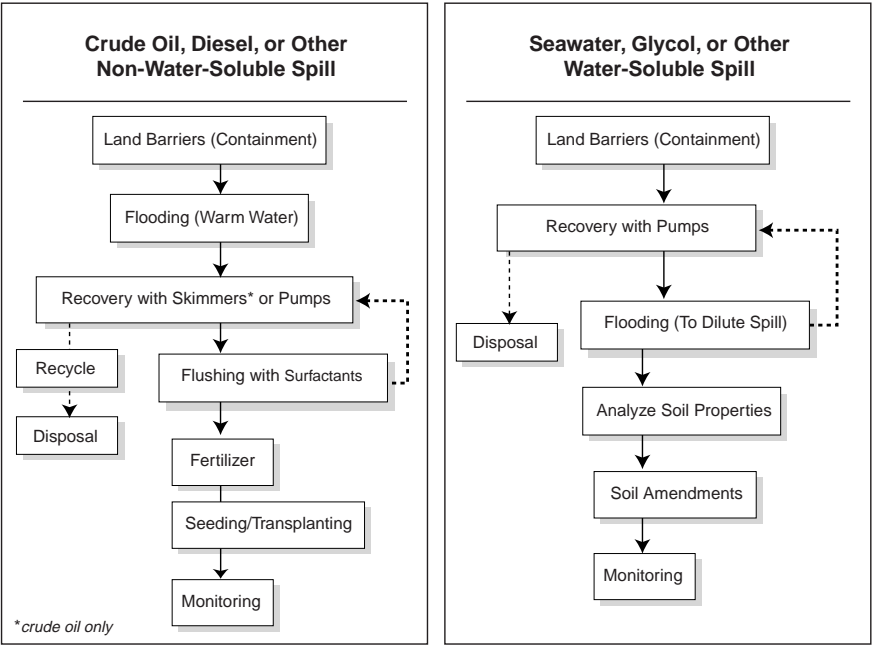 Crude Oil, Diesel, or Other
Non-Water-Soluble Spill
Land Barriers (Containment)
Flooding (Warm Water)
Recovery with Skimmers* or Pumps
Recycle
Flushing with Surfactants
Disposal
Fertilizer
Seeding/Transplanting
Monitoring
*crude oil only
Seawater, Glycol, or Other
Water-Soluble Spill
Land Barriers (Containment)
Recovery with Pumps
Disposal
Flooding (To Dilute Spill)
Analyze Soil Properties
Soil Amendments
Monitoring